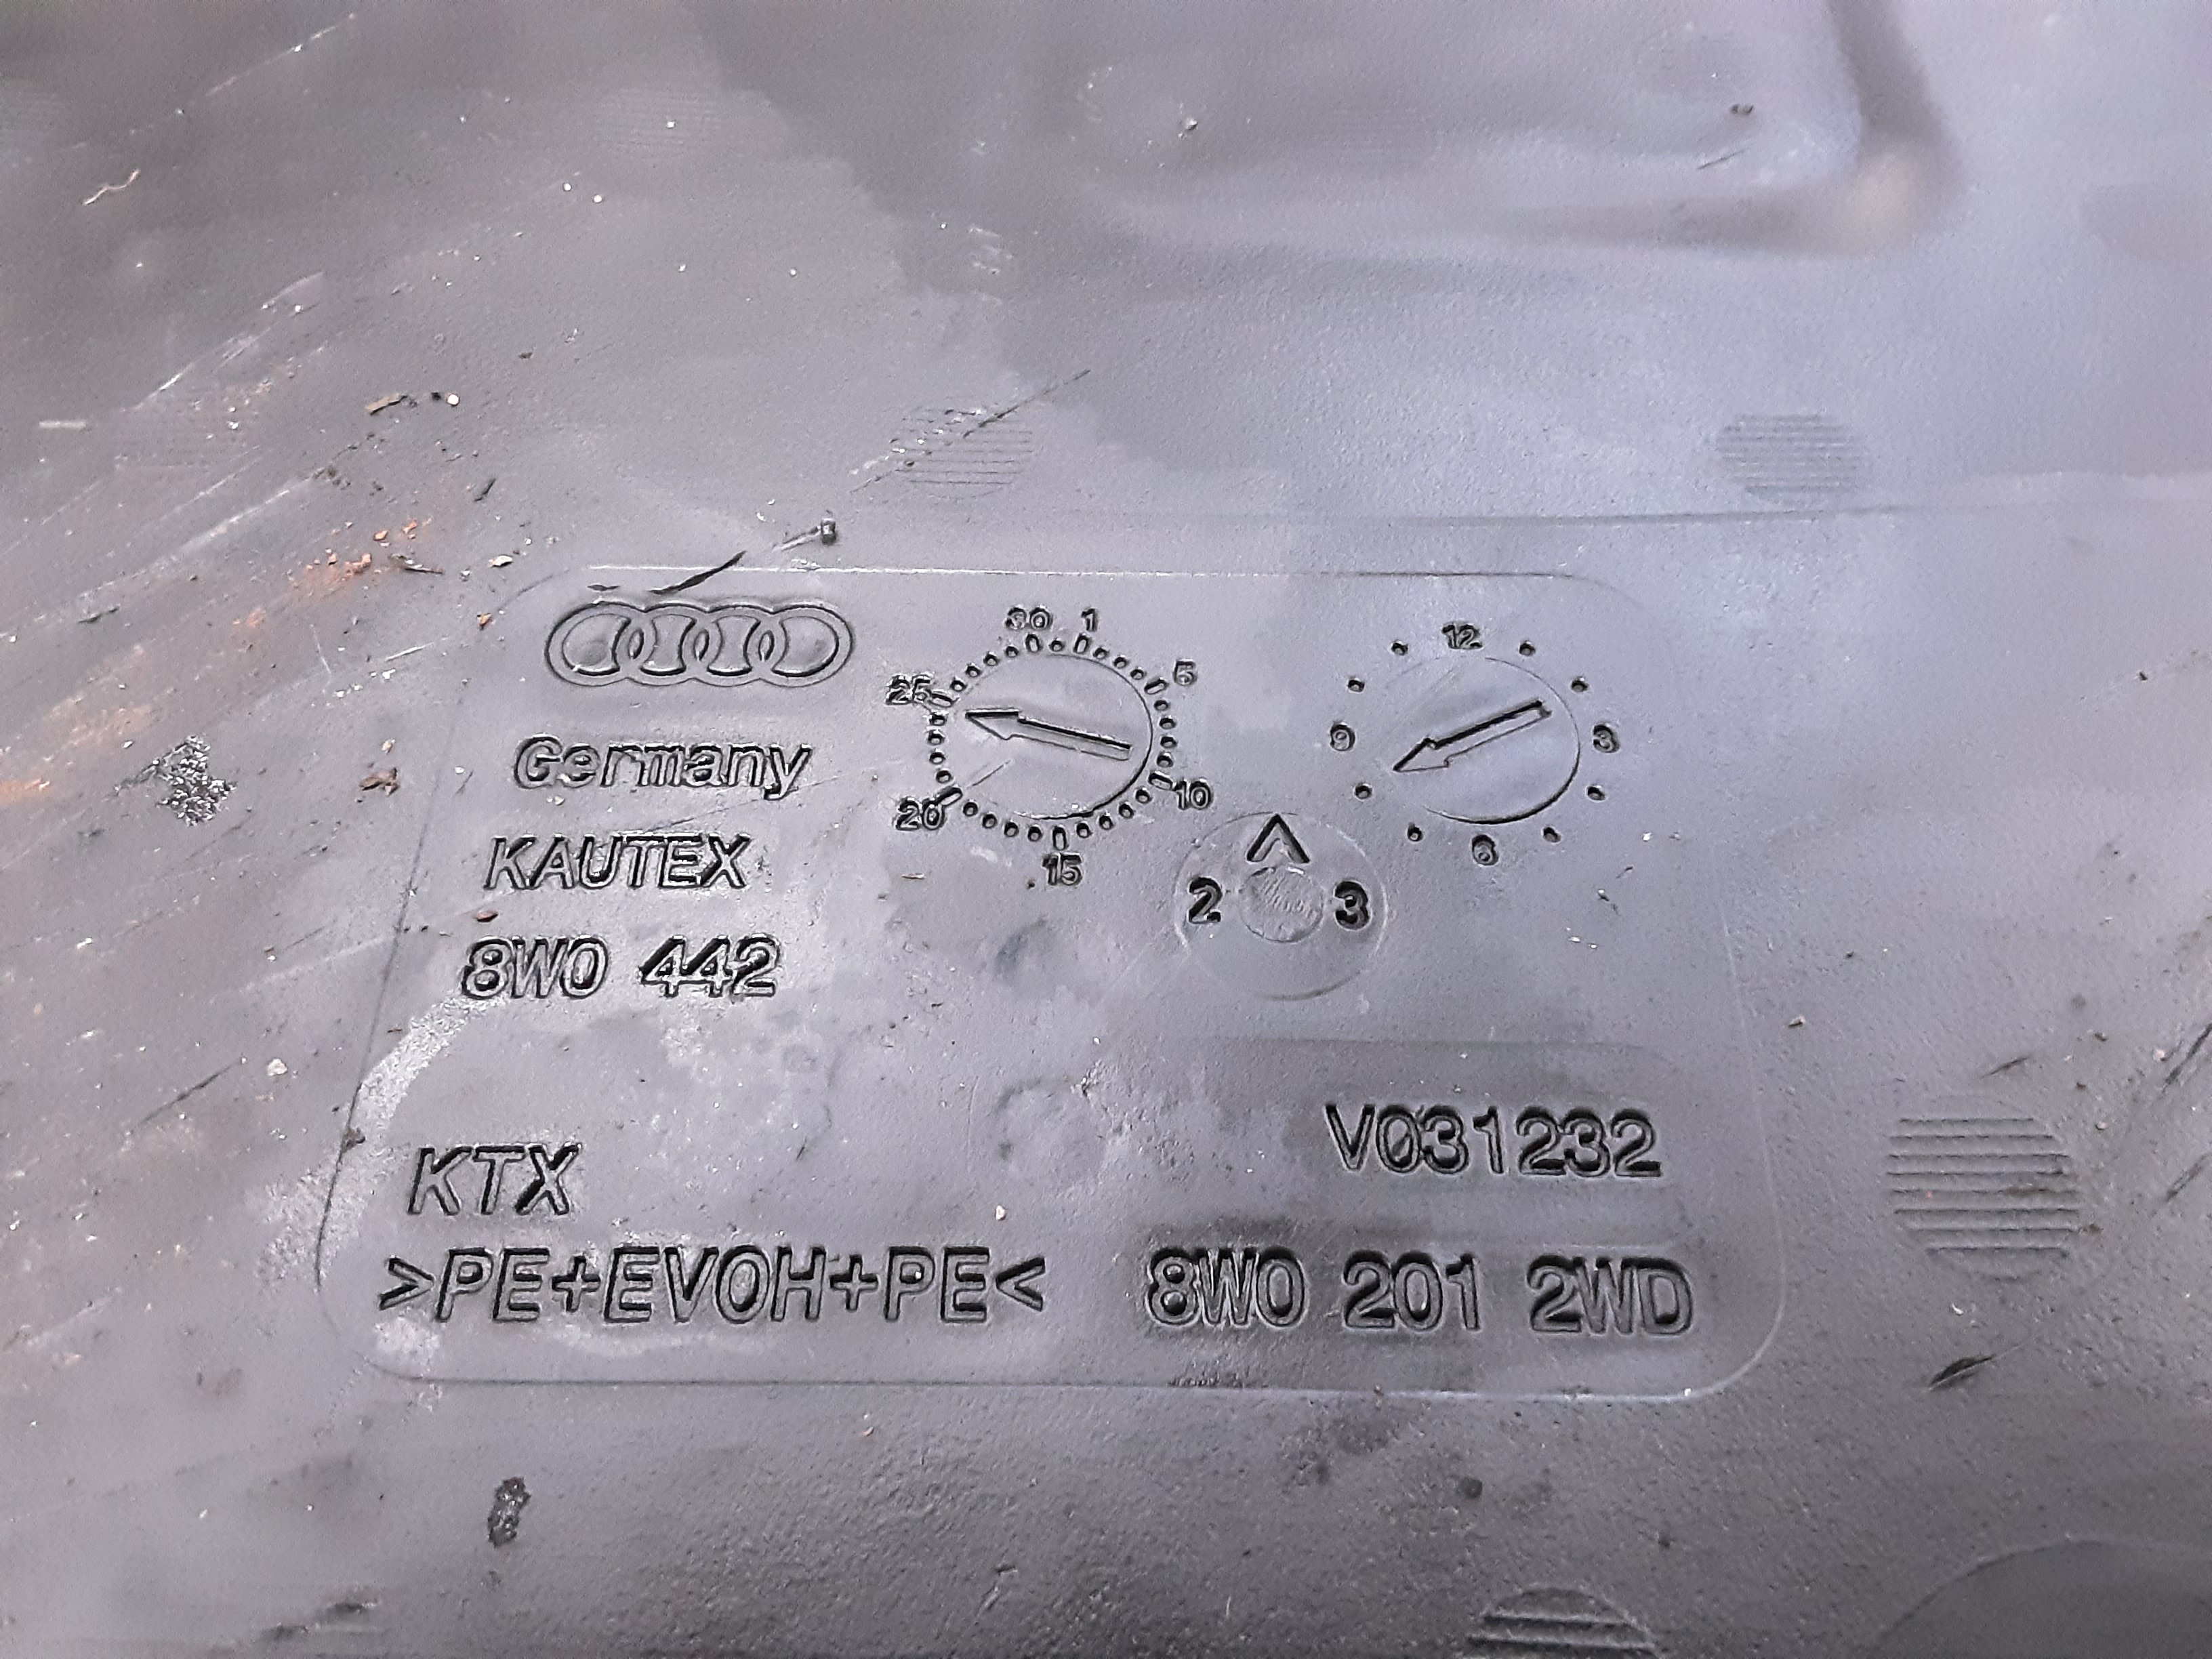 Germany
KAUTEX
8W0 442
30 1 5 10 15 20 25
12 3 6 9
2 3
KTX
V031232
>PE+EVOH+PE<
8W0 201 2WD